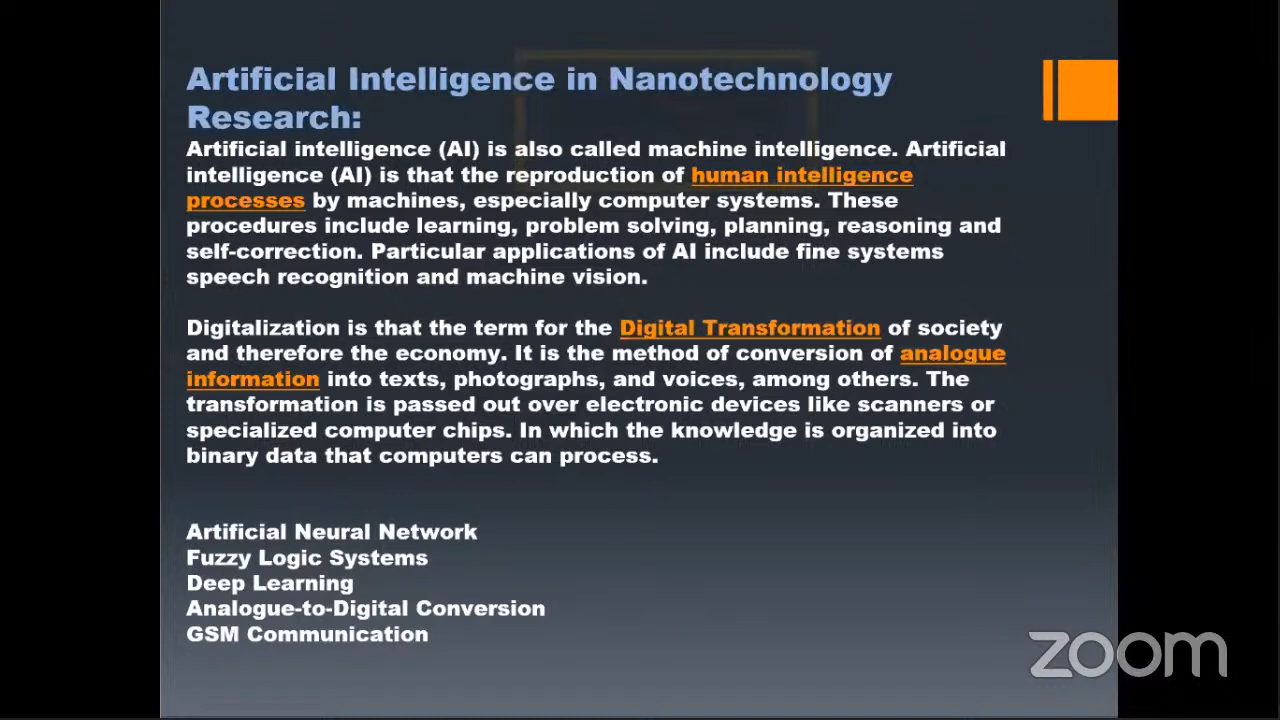 Artificial Intelligence in Nanotechnology
Research:
Artificial intelligence (AI) is also called machine intelligence. Artificial
intelligence (AI) is that the reproduction of human intelligence
processes by machines, especially computer systems. These
procedures include learning, problem solving, planning, reasoning and
self-correction. Particular applications of AI include fine systems
speech recognition and machine vision.
Digitalization is that the term for the Digital Transformation of society
and therefore the economy. It is the method of conversion of analogue
information into texts, photographs, and voices, among others. The
transformation is passed out over electronic devices like scanners or
specialized computer chips. In which the knowledge is organized into
binary data that computers can process.
Artificial Neural Network
Fuzzy Logic Systems
Deep Learning
Analogue-to-Digital Conversion
GSM Communication
zoom